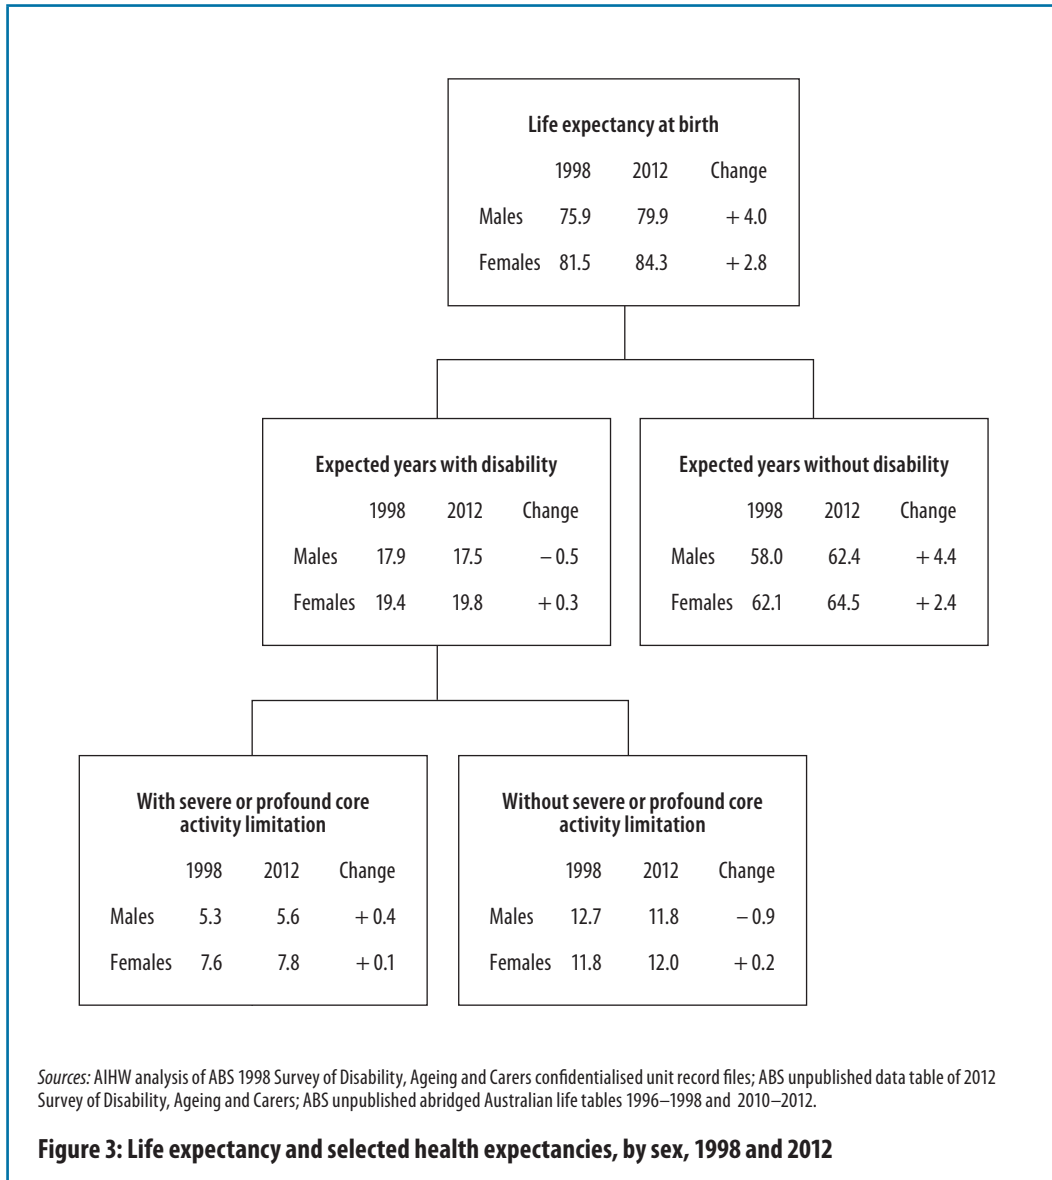 Life expectancy at birth
1998 2012 Change
Males 75.9 79.9 + 4.0
Females 81.5 84.3 + 2.8
Expected years with disability
1998 2012 Change
Males 17.9 17.5 – 0.5
Females 19.4 19.8 + 0.3
Expected years without disability
1998 2012 Change
Males 58.0 62.4 + 4.4
Females 62.1 64.5 + 2.4
With severe or profound core
activity limitation
1998 2012 Change
Males 5.3 5.6 + 0.4
Females 7.6 7.8 + 0.1
Without severe or profound core
activity limitation
1998 2012 Change
Males 12.7 11.8 – 0.9
Females 11.8 12.0 + 0.2
Sources: AIHW analysis of ABS 1998 Survey of Disability, Ageing and Carers confidentialised unit record files; ABS unpublished data table of 2012
Survey of Disability, Ageing and Carers; ABS unpublished abridged Australian life tables 1996–1998 and 2010–2012.
Figure 3: Life expectancy and selected health expectancies, by sex, 1998 and 2012